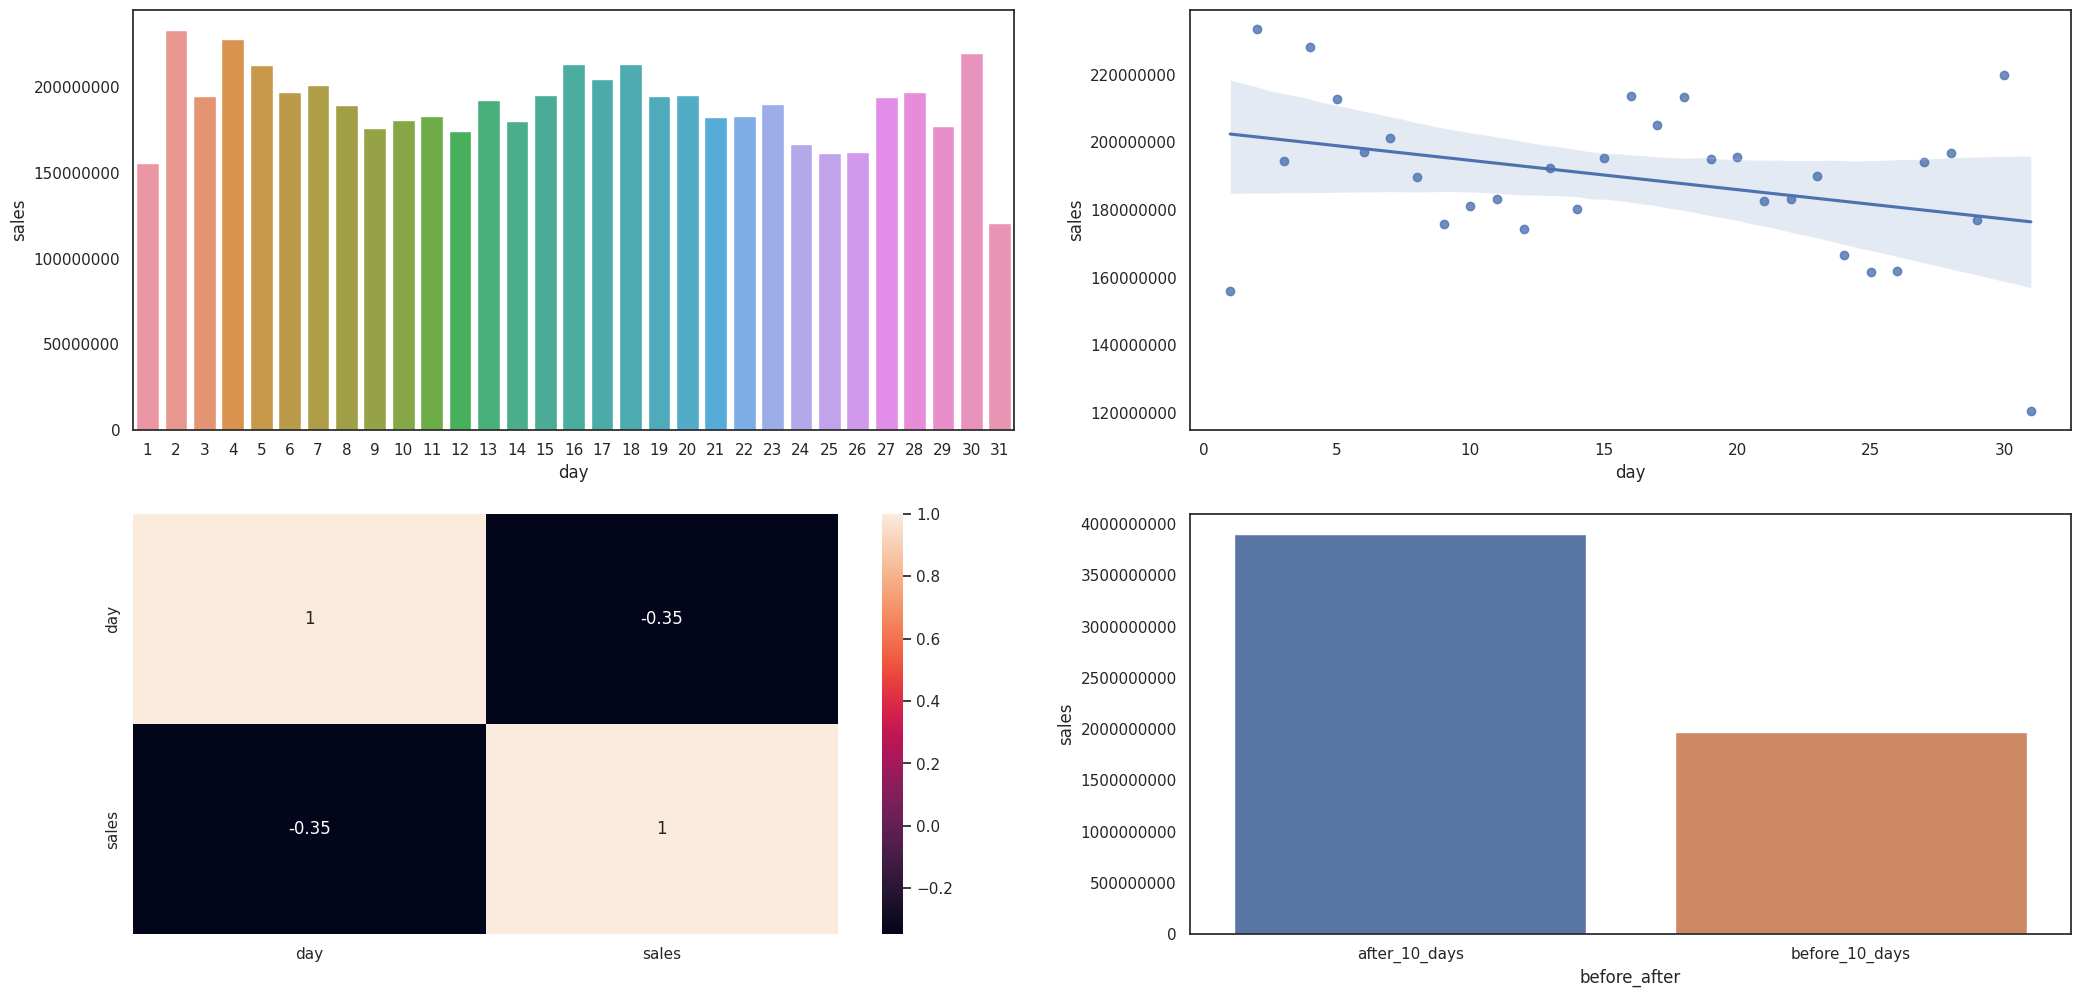 sales
200000000
150000000
100000000
50000000
0
1 2 3 4 5 6 7 8 9 10 11 12 13 14 15 16 17 18 19 20 21 22 23 24 25 26 27 28 29 30 31
day
sales
220000000
200000000
180000000
160000000
140000000
120000000
0 5 10 15 20 25 30
day
day
sales
1 -0.35
-0.35 1
day sales
1.0
0.8
0.6
0.4
0.2
0.0
−0.2
sales
4000000000
3500000000
3000000000
2500000000
2000000000
1500000000
1000000000
500000000
0
after_10_days before_10_days
before_after